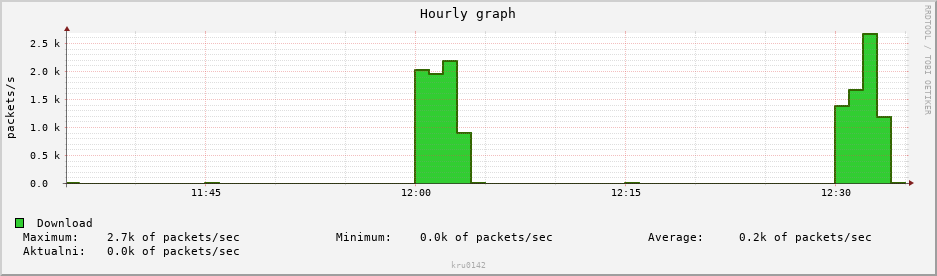 Hourly graph
RRDTOOL / TOBI OETIKER
packets/s
2.5 k
2.0 k
1.5 k
1.0 k
0.5 k
0.0
11:45 12:00 12:15 12:30
Download
Maximum: 2.7k of packets/sec Minimum: 0.0k of packets/sec Average: 0.2k of packets/sec
Aktualni: 0.0k of packets/sec
kru0142